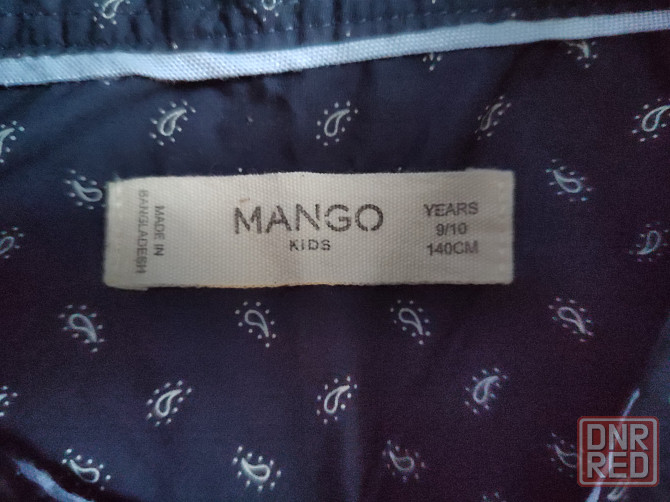 MADE IN
BANGLADESH
MANGO
KIDS
YEARS
9/10
140CM
DNR
RED